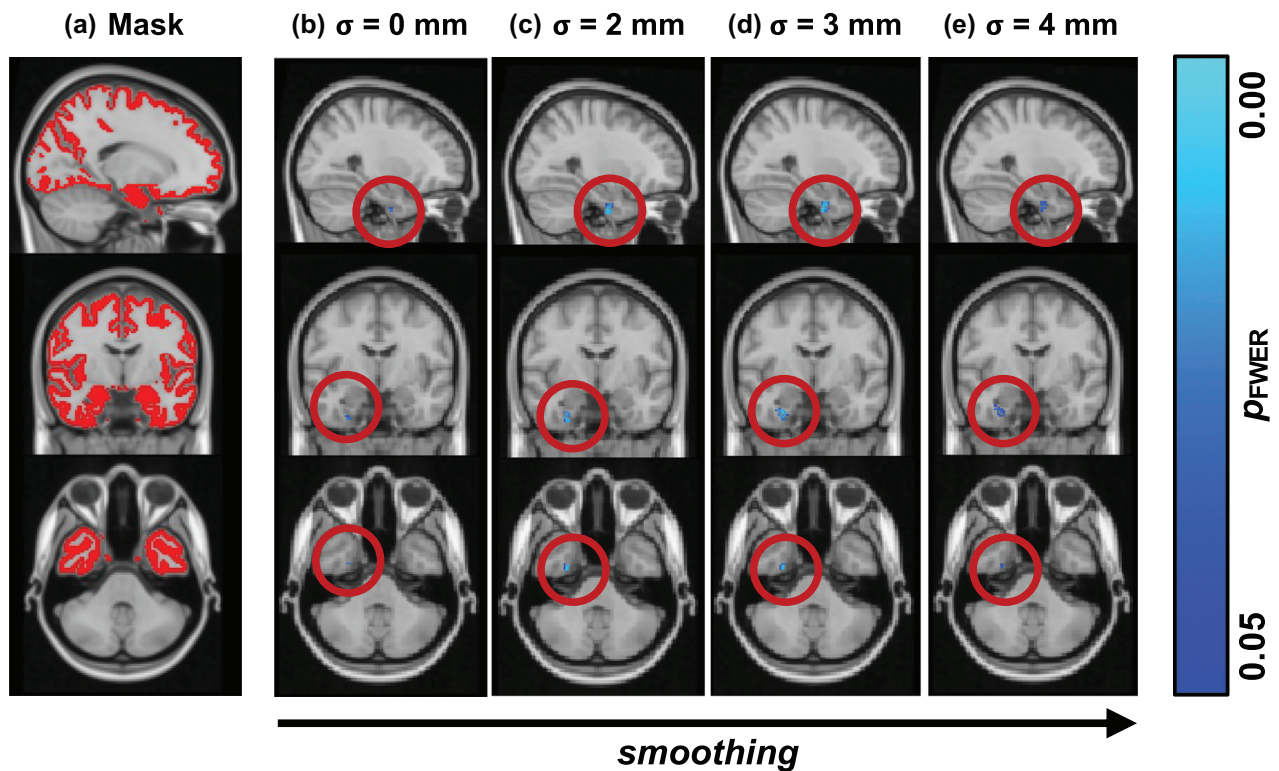 (a) Mask
(b) σ = 0 mm
(c) σ = 2 mm
(d) σ = 3 mm
(e) σ = 4 mm
0.00
pFWER
0.05
smoothing